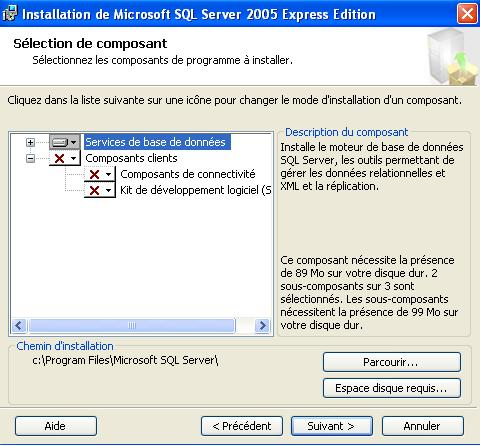 Installation de Microsoft SQL Server 2005 Express Edition
Sélection de composant
Sélectionnez les composants de programme à installer.
Cliquez dans la liste suivante sur une icône pour changer le mode d'installation d'un composant.
Services de base de données
Composants clients
Composants de connectivité
Kit de développement logiciel (S
Description du composant
Installe le moteur de base de données
SQL Server, les outils permettant de
gérer les données relationnelles et
XML et la réplication.
Ce composant nécessite la présence
de 89 Mo sur votre disque dur. 2
sous-composants sur 3 sont
sélectionnés. Les sous-composants
nécessitent la présence de 99 Mo sur
votre disque dur.
Chemin d'installation
c:\Program Files\Microsoft SQL Server\
Parcourir...
Espace disque requis...
Aide
< Précédent
Suivant >
Annuler